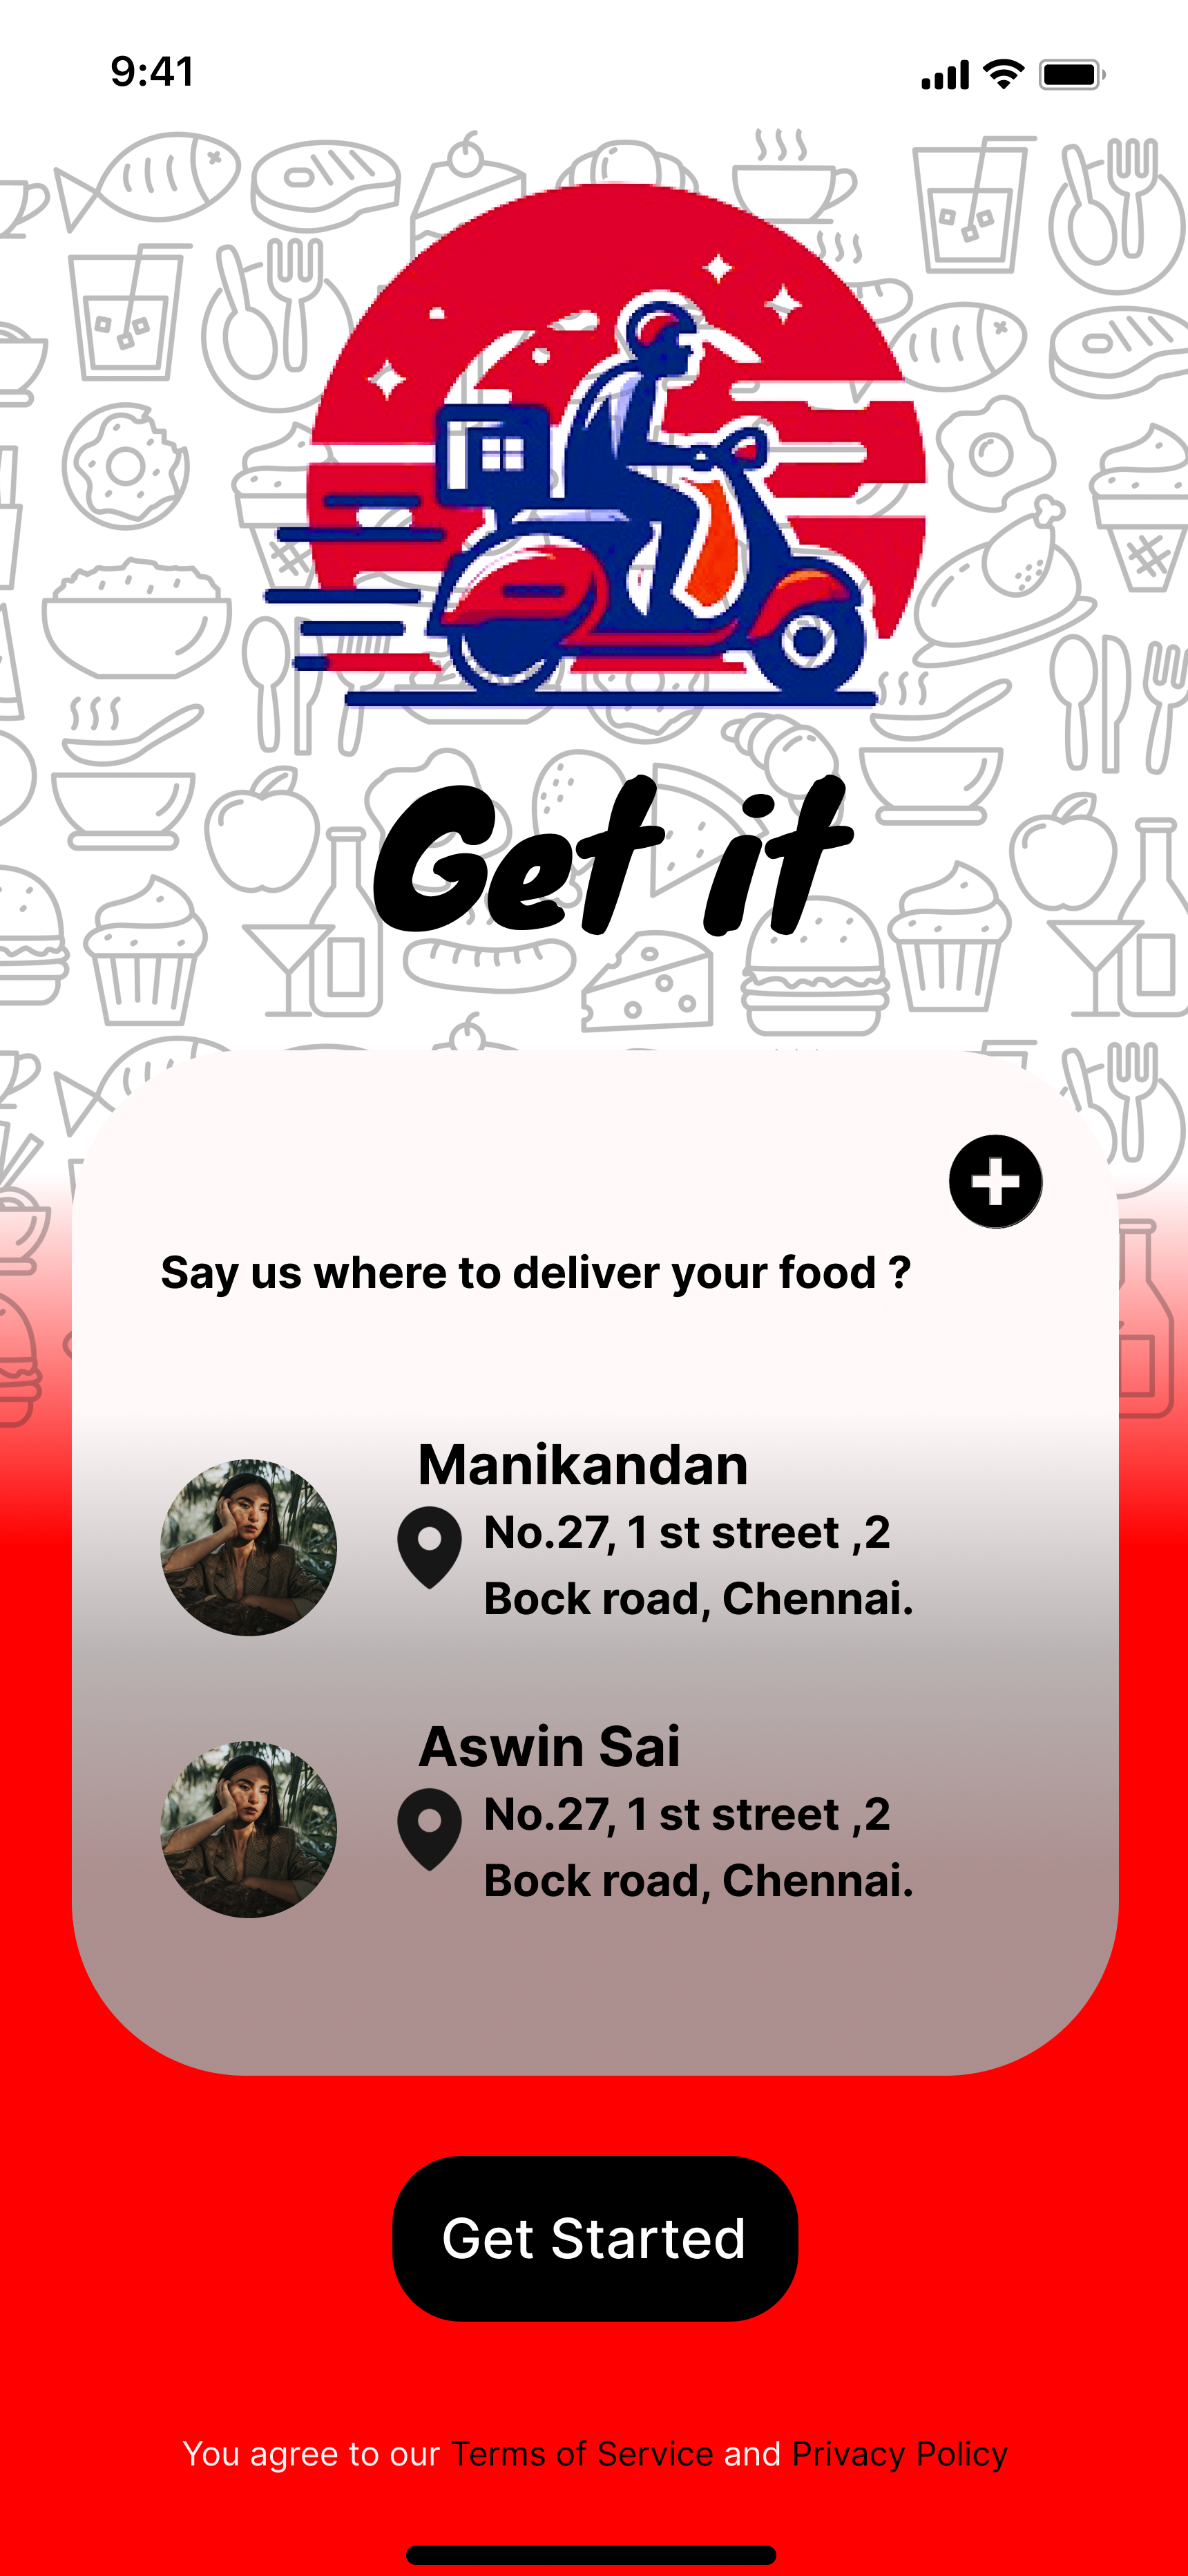 9:41
Get it
Say us where to deliver your food ?
Manikandan
No.27, 1 st street ,2
Bock road, Chennai.
Aswin Sai
No.27, 1 st street ,2
Bock road, Chennai.
Get Started
You agree to our Terms of Service and Privacy Policy